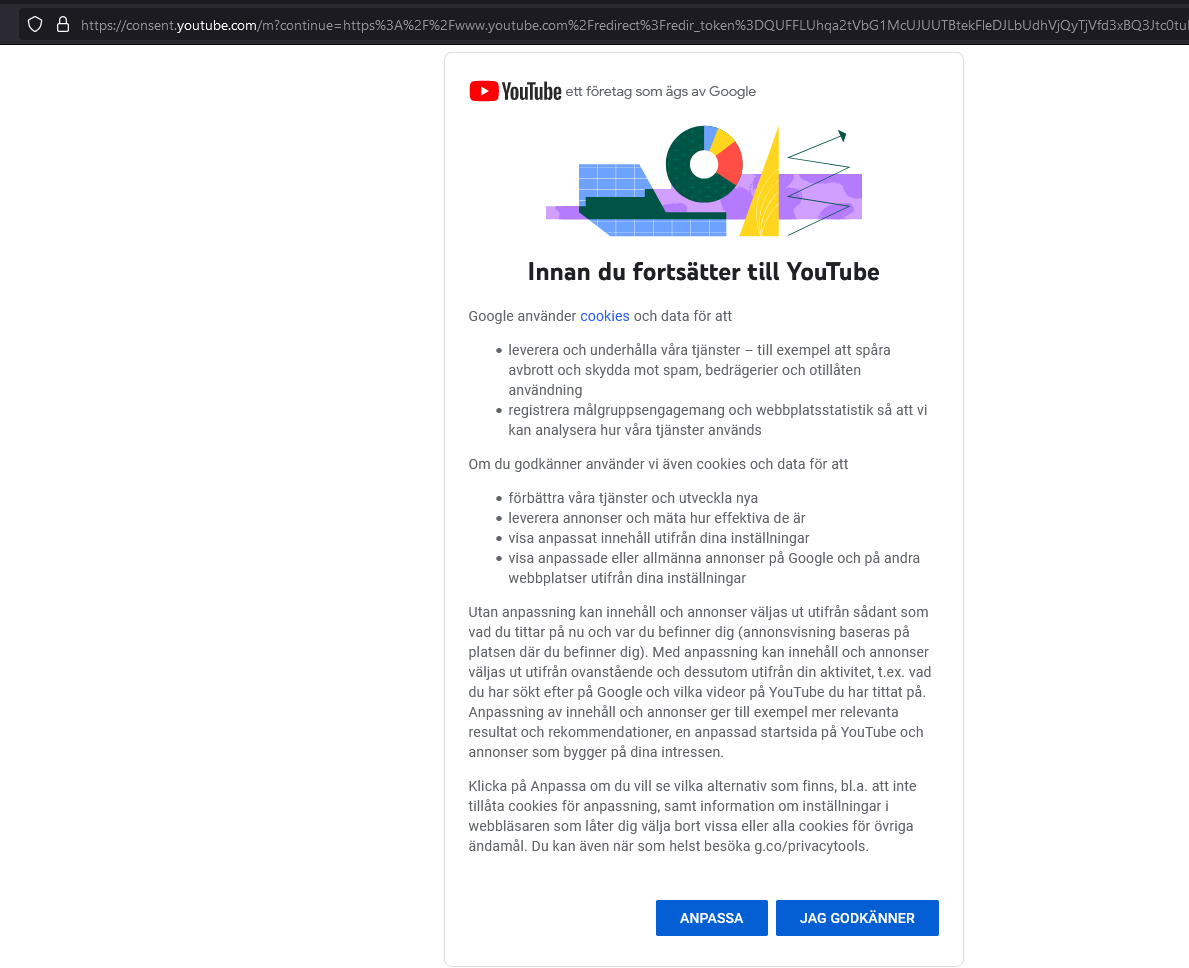 https://consent.youtube.com/m?continue=https%3A%2F%2Fwww.youtube.com%2Fredirect%3Fredir_token%3DQUFFLUhqa2tVbG1McUJUUTBtekFleDJLbUdhVjQyTjVfd3xBQ3Jtc0tu
YouTube ett företag som ägs av Google
Innan du fortsätter till YouTube
Google använder cookies och data för att
• leverera och underhålla våra tjänster – till exempel att spåra
avbrott och skydda mot spam, bedrägerier och otillåten
användning
• registrera målgruppsengagemang och webbplatsstatistik så att vi
kan analysera hur våra tjänster används
Om du godkänner använder vi även cookies och data för att
• förbättra våra tjänster och utveckla nya
• leverera annonser och mäta hur effektiva de är
• visa anpassat innehåll utifrån dina inställningar
• visa anpassade eller allmänna annonser på Google och på andra
webbplatser utifrån dina inställningar
Utan anpassning kan innehåll och annonser väljas ut utifrån sådant som
vad du tittar på nu och var du befinner dig (annonsvisning baseras på
platsen där du befinner dig). Med anpassning kan innehåll och annonser
väljas ut utifrån ovanstående och dessutom utifrån din aktivitet, t.ex. vad
du har sökt efter på Google och vilka videor på YouTube du har tittat på.
Anpassning av innehåll och annonser ger till exempel mer relevanta
resultat och rekommendationer, en anpassad startsida på YouTube och
annonser som bygger på dina intressen.
Klicka på Anpassa om du vill se vilka alternativ som finns, bl.a. att inte
tillåta cookies för anpassning, samt information om inställningar i
webbläsaren som låter dig välja bort vissa eller alla cookies för övriga
ändamål. Du kan även när som helst besöka g.co/privacytools.
ANPASSA JAG GODKÄNNER